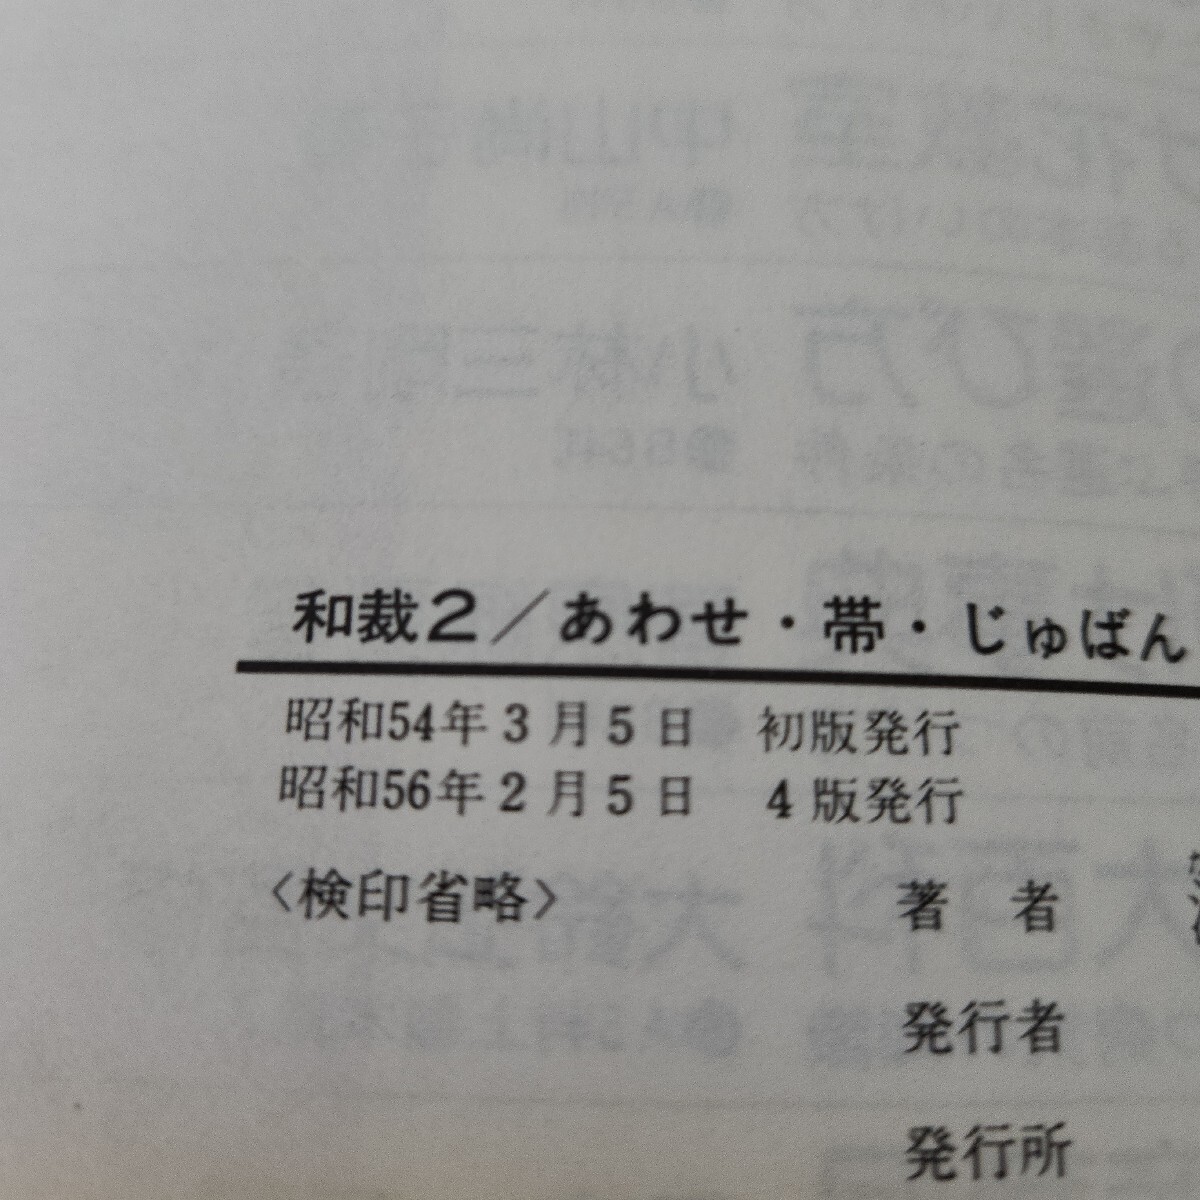 和裁2／あわせ・帯・じゅばん
昭和54年3月5日　初版発行
昭和56年2月5日　4版発行
〈検印省略〉　著　者
発行者
発行所